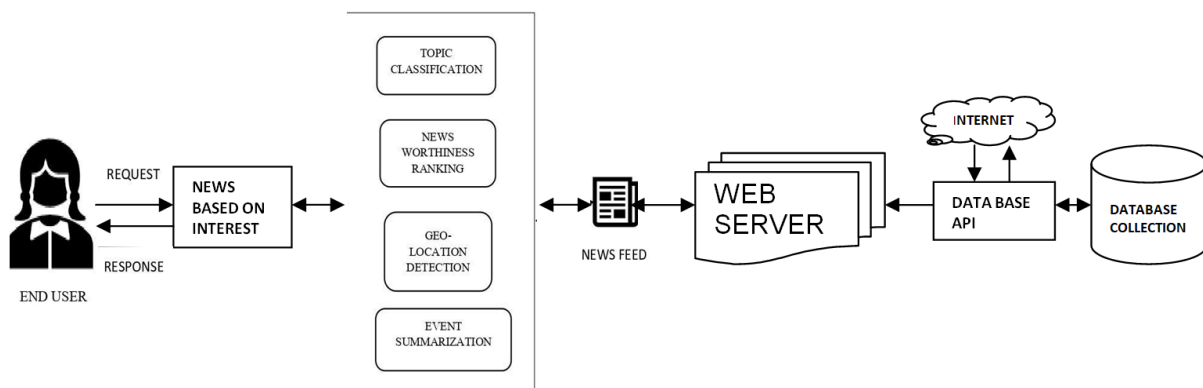 REQUEST
RESPONSE
END USER
NEWS
BASED ON
INTEREST
TOPIC
CLASSIFICATION
NEWS
WORTHINESS
RANKING
GEO-
LOCATION
DETECTION
EVENT
SUMMARIZATION
NEWS FEED
WEB
SERVER
INTERNET
DATA BASE
API
DATABASE
COLLECTION